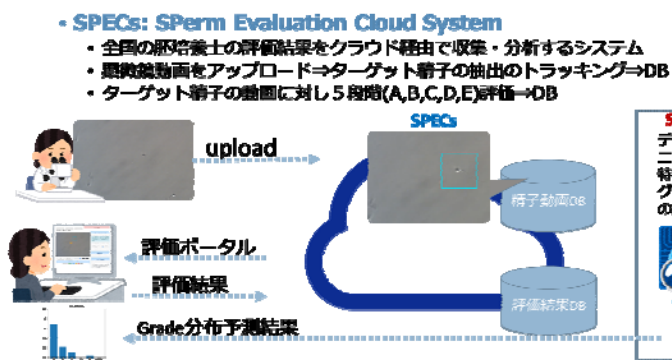 • SPECs: SPerm Evaluation Cloud System
• 全国の胚培養士の評価結果をクラウド経由で収集・分析するシステム
• 顕微鏡動画をアップロード⇒ターゲット精子の抽出のトラッキング⇒DB
• ターゲット精子の動画に対し5段階(A,B,C,D,E)評価⇒DB
SPECs
upload
精子動画DB
評価ポータル
評価結果
評価結果DB
Grade分布予測結果
S
デ
ニ
特
グ
の